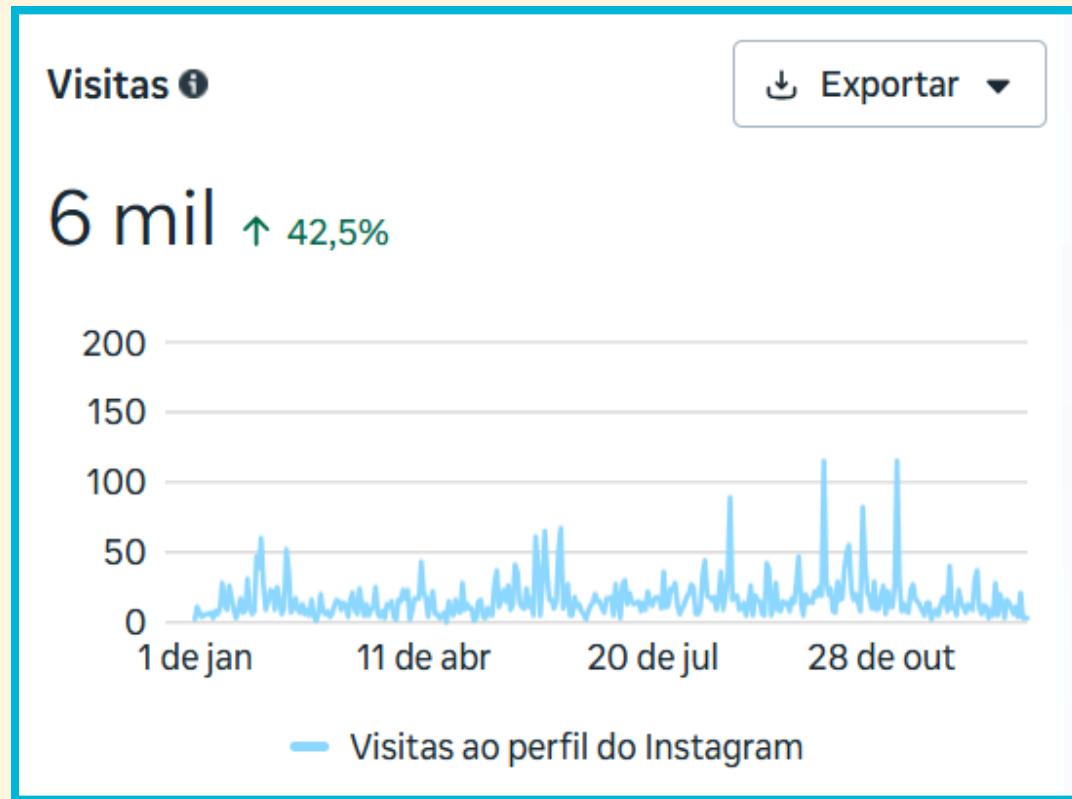 Visitas
Exportar
6 mil ↑ 42,5%
200
150
100
50
0
1 de jan 11 de abr 20 de jul 28 de out
Visitas ao perfil do Instagram